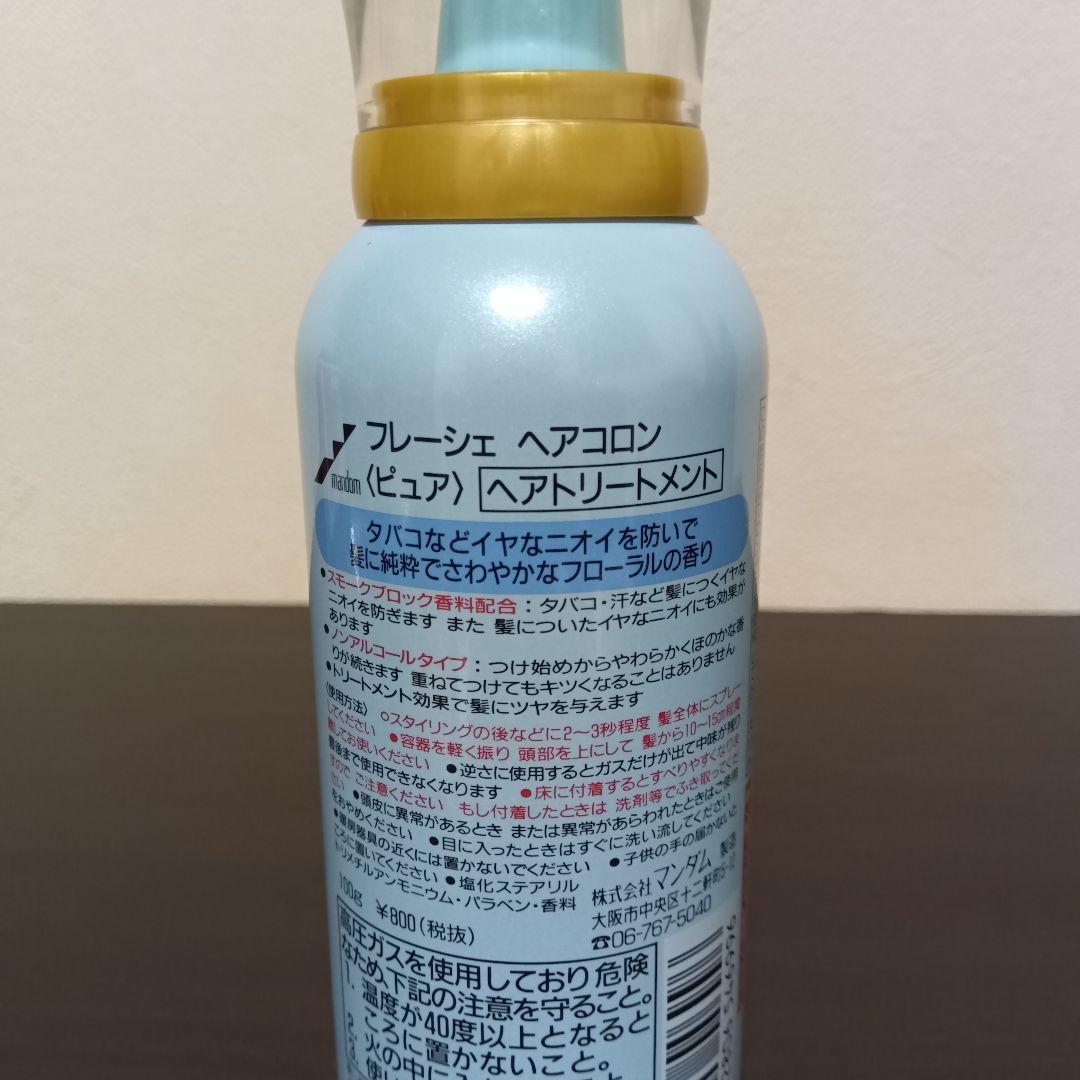 mandom
フレーシェ ヘアコロン
〈ピュア〉 ヘアトリートメント
タバコなどイヤなニオイを防いで
髪に純粋でさわやかなフローラルの香り
●スモークブロック香料配合：タバコ・汗など髪につくイヤな
ニオイを防ぎます また 髪についたイヤなニオイにも効果が
あります
●ノンアルコールタイプ：つけ始めからやわらかくほのかな香
りが続きます 重ねてつけてもキツくなることはありません
●トリートメント効果で髪にツヤを与えます
〈使用方法〉 ○スタイリングの後などに2〜3秒程度 髪全体にスプレー
してください ●容器を軽く振り 頭部を上にして 髪から10〜15cm程度
離してお使いください ●逆さに使用するとガスだけが出て中味が残り
最後まで使用できなくなります ●床に付着するとすべりやすくなりま
すので ご注意ください もし付着したときは 洗剤等でふき取ってくだ
さい ●頭皮に異常があるとき または異常があらわれたときはご使用
をおやめください ●目に入ったときはすぐに洗い流してください
●暖房器具の近くには置かないでください ●子供の手の届かないと
ころに置いてください ●塩化ステアリル
トリメチルアンモニウム・パラベン・香料
100g ¥800(税抜)
株式会社 マンダム 製造
大阪市中央区十二軒町5-12
☎06-767-5040
高圧ガスを使用しており危険
なため、下記の注意を守ること。
1. 温度が40度以上となると
ころに置かないこと。
2. 火の中に
3. 使い